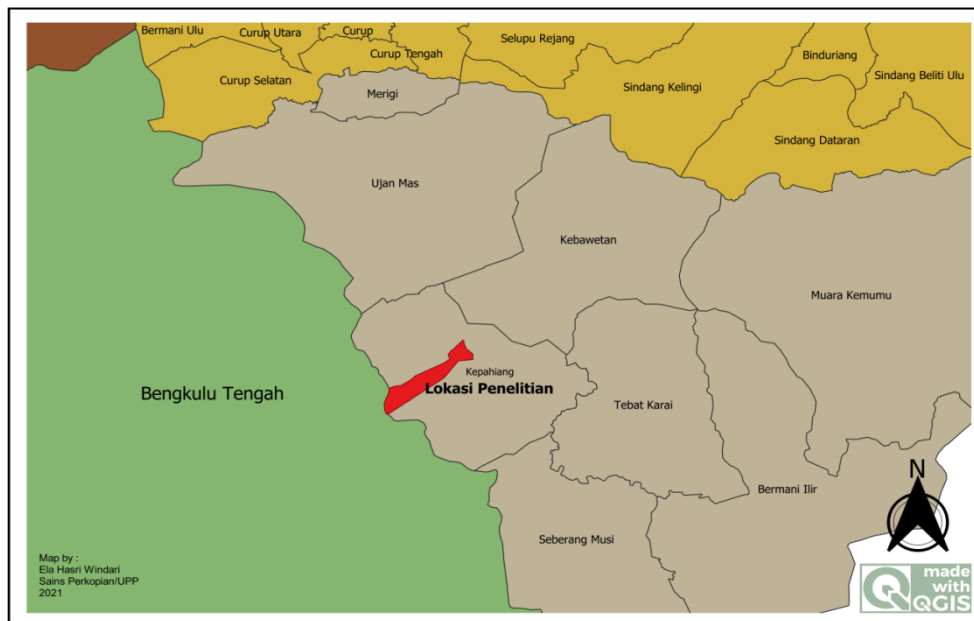 Bermani Ulu
Curup Utara
Curup
Selupu Rejang
Binduriang
Curup Selatan
Curup Tengah
Merigi
Sindang Kelingi
Sindang Beliti Ulu
Sindang Dataran
Ujan Mas
Kebawetan
Muara Kemumu
Kepahiang
Lokasi Penelitian
Bengkulu Tengah
Tebat Karai
N
Bermani Ilir
Seberang Musi
Map by :
Ela Hasri Windari
Sains Perkopian/UPP
2021
made
with
QGIS